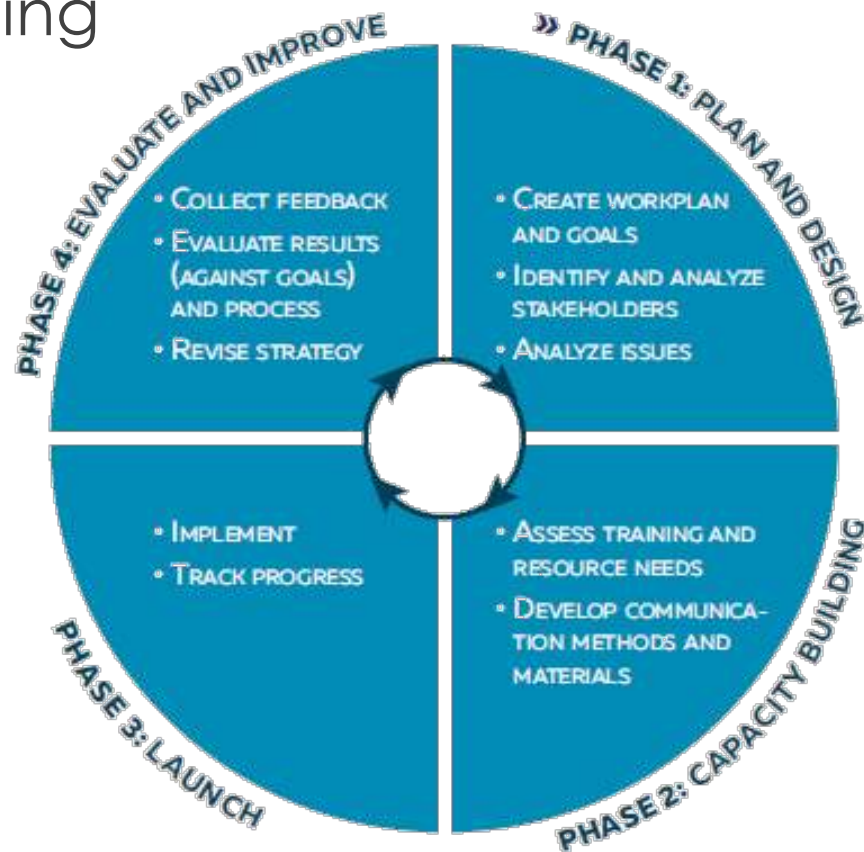 ing
» PHASE 1: PLAN AND DESIGN
• CREATE WORKPLAN
AND GOALS
• IDENTIFY AND ANALYZE
STAKEHOLDERS
• ANALYZE ISSUES
PHASE 2: CAPACITY BUILDING
• ASSESS TRAINING AND
RESOURCE NEEDS
• DEVELOP COMMUNICA-
TION METHODS AND
MATERIALS
PHASE 3: LAUNCH
• IMPLEMENT
• TRACK PROGRESS
PHASE 4: EVALUATE AND IMPROVE
• COLLECT FEEDBACK
• EVALUATE RESULTS
(AGAINST GOALS)
AND PROCESS
• REVISE STRATEGY